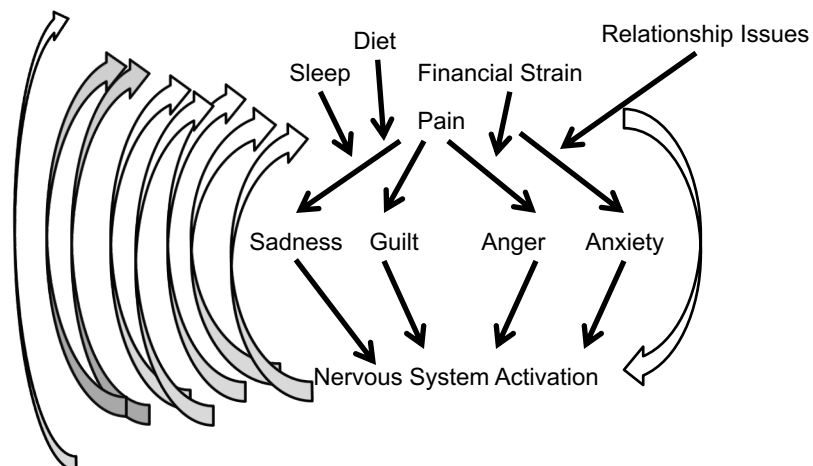 Relationship Issues
Diet
Sleep
Financial Strain
Pain
Sadness
Guilt
Anger
Anxiety
Nervous System Activation